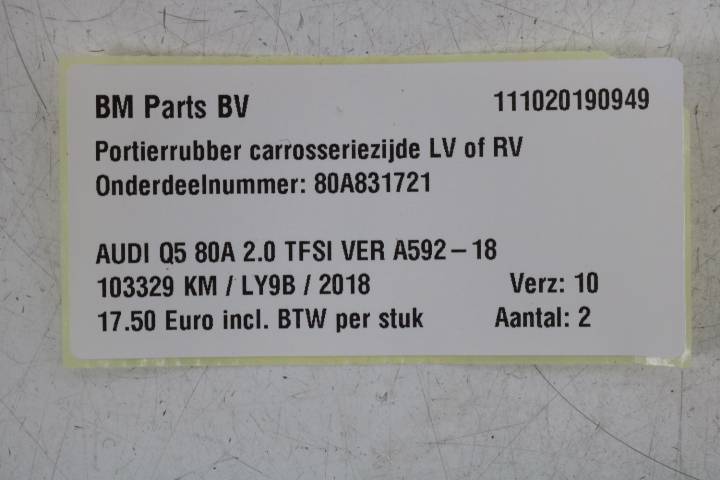 BM Parts BV 111020190949
Portierrubber carrosseriezijde LV of RV
Onderdeelnummer: 80A831721
AUDI Q5 80A 2.0 TFSI VER A592-18
103329 KM / LY9B / 2018 Verz: 10
17.50 Euro incl. BTW per stuk Aantal: 2